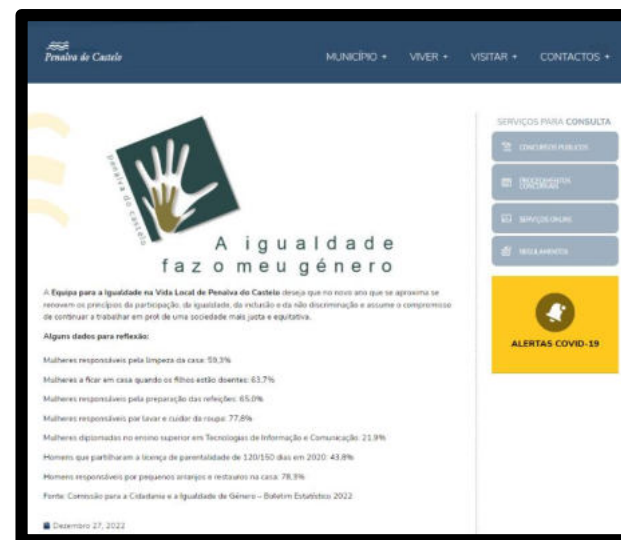 Penalva do Castelo
MUNICÍPIO + VIVER + VISITAR + CONTACTOS +
SERVIÇOS PARA CONSULTA
CONCURSOS PUBLICOS
PROCEDIMENTOS
CONCURSAIS
SERVIÇOS ONLINE
REGULAMENTOS
ALERTAS COVID-19
penalva do castelo
A igualdade
faz o meu género
A Equipa para a Igualdade na Vida Local de Penalva do Castelo deseja que no novo ano que se aproxima se
renovem os princípios da participação, da igualdade, da inclusão e da não discriminação e assume o compromisso
de continuar a trabalhar em prol de uma sociedade mais justa e equitativa.
Alguns dados para reflexão:
Mulheres responsáveis pela limpeza da casa: 59,3%
Mulheres a ficar em casa quando os filhos estão doentes: 63,7%
Mulheres responsáveis pela preparação das refeições: 65,0%
Mulheres responsáveis por lavar e cuidar da roupa: 77,8%
Mulheres diplomadas no ensino superior em Tecnologias de Informação e Comunicação: 21,9%
Homens que partilharam a licença de parentalidade de 120/150 dias em 2020: 43,8%
Homens responsáveis por pequenos arranjos e restauros na casa: 78,3%
Fonte: Comissão para a Cidadania e a Igualdade de Género – Boletim Estatístico 2022
Dezembro 27, 2022